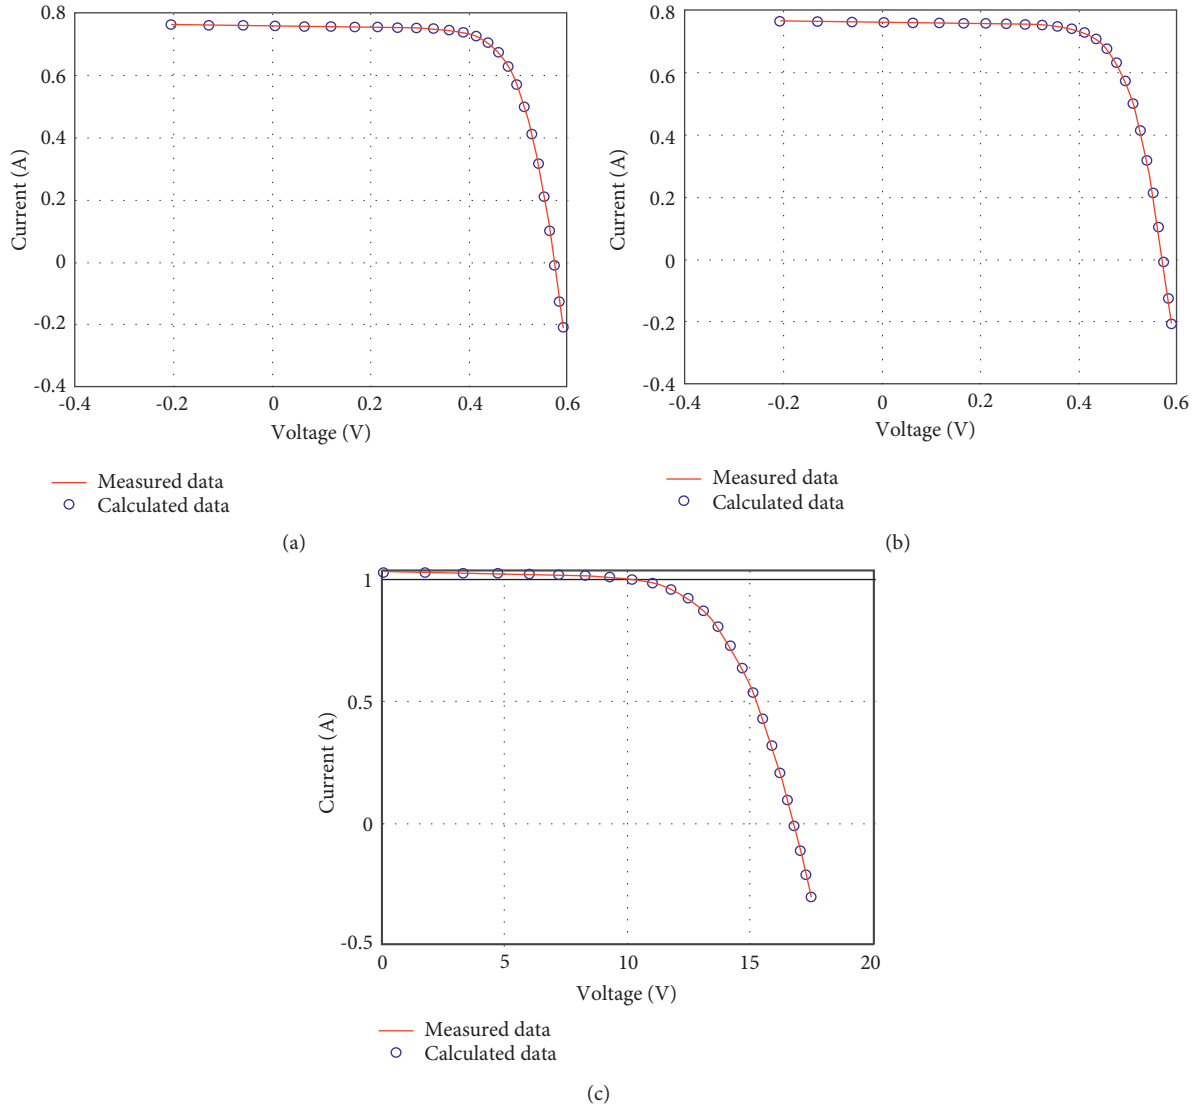 0.8
0.6
0.4
0.2
0
-0.2
-0.4
Current (A)
-0.4 -0.2 0 0.2 0.4 0.6
Voltage (V)
Measured data
Calculated data
(a)
0.8
0.6
0.4
0.2
0
-0.2
-0.4
Current (A)
-0.4 -0.2 0 0.2 0.4 0.6
Voltage (V)
Measured data
Calculated data
(b)
1
0.5
0
-0.5
Current (A)
0 5 10 15 20
Voltage (V)
Measured data
Calculated data
(c)